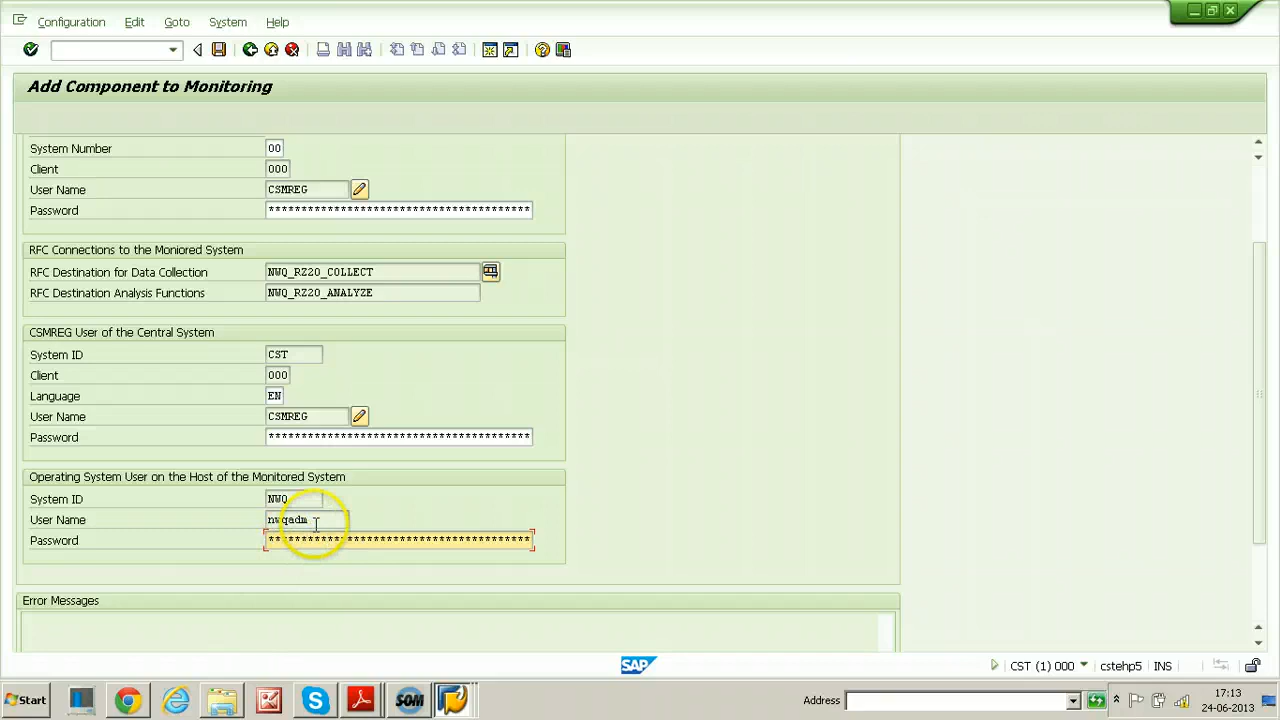 Configuration Edit Goto System Help
Add Component to Monitoring
System Number 00
Client 000
User Name CSMREG
Password ****************************************
RFC Connections to the Moniored System
RFC Destination for Data Collection NWQ_RZ20_COLLECT
RFC Destination Analysis Functions NWQ_RZ20_ANALYZE
CSMREG User of the Central System
System ID CST
Client 000
Language EN
User Name CSMREG
Password ****************************************
Operating System User on the Host of the Monitored System
System ID NWQ
User Name nwqadm
Password ****************************************
Error Messages
SAP
CST (1) 000 cstehp5 INS
Start SOM Address 17:13
24-06-2013